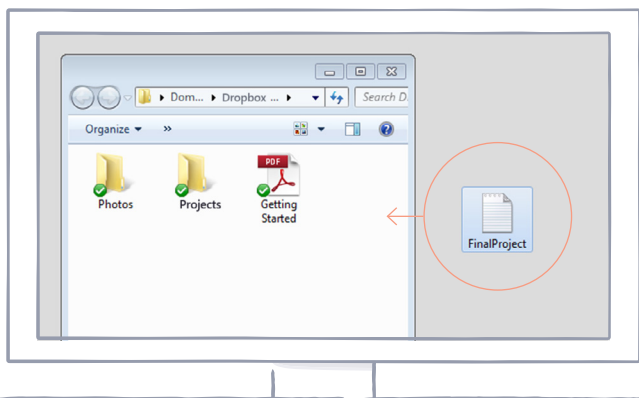 Dom... Dropbox ... Search D
Organize »
PDF
Photos Projects Getting
Started
FinalProject